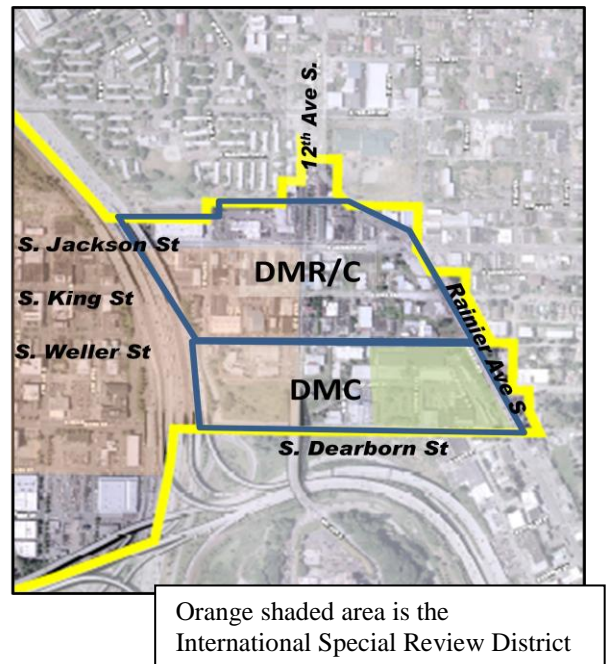 12th Ave S.
S. Jackson St
DMR/C
S. King St
Rainier Ave S
S. Weller St
DMC
S. Dearborn St
Orange shaded area is the
International Special Review District